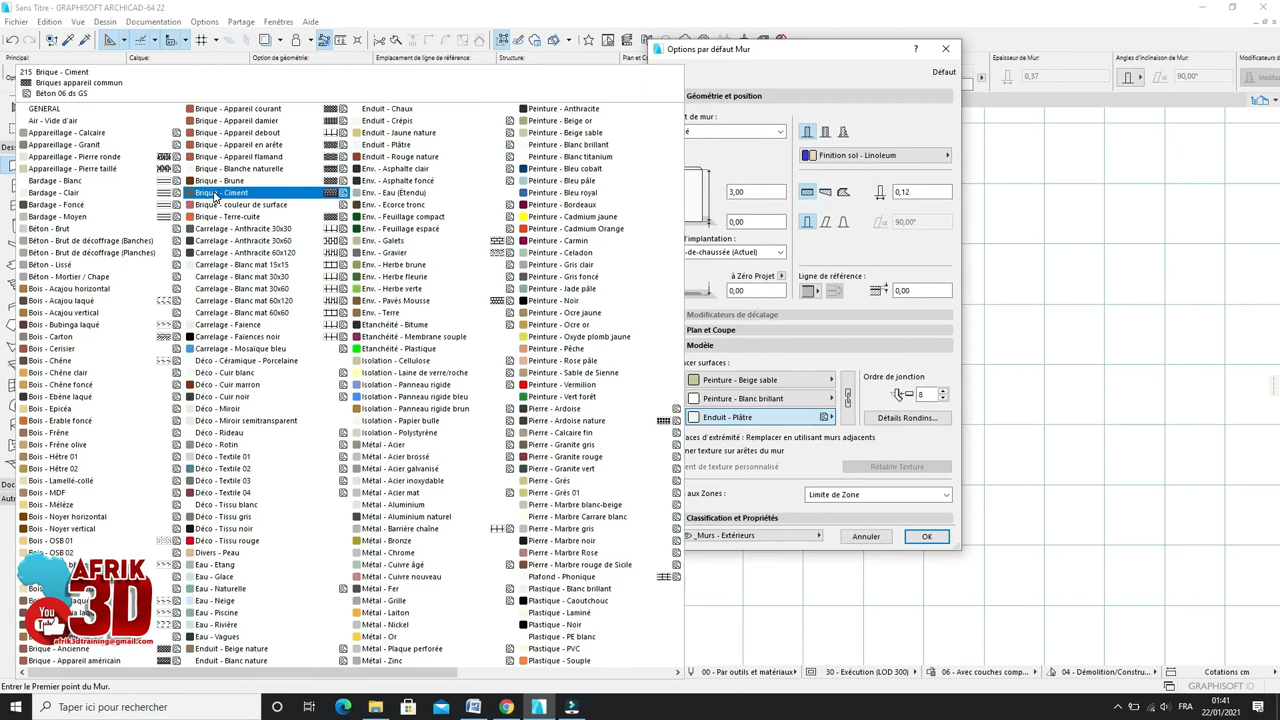 Sans Titre - GRAPHISOFT ARCHICAD-64 22
Fichier Edition Vue Dessin Documentation Options Partage Fenêtres Aide
Principal: Calque: Option de géométrie: Emplacement de ligne de référence: Structure: Plan et Co
Epaisseur de Mur: Angles d'Inclinaison de Mur: Modificateurs de
0,37 90,00°
215 Brique - Ciment
Briques appareil commun
Béton 06 ds GS
GENERAL
Air - Vide d'air
Appareillage - Calcaire
Appareillage - Granit
Appareillage - Pierre ronde
Appareillage - Pierre taillé
Bardage - Blanc
Bardage - Clair
Bardage - Foncé
Bardage - Moyen
Béton - Brut
Béton - Brut de décoffrage (Banches)
Béton - Brut de décoffrage (Planches)
Béton - Lissé
Béton - Mortier / Chape
Bois - Acajou horizontal
Bois - Acajou laqué
Bois - Acajou vertical
Bois - Bubinga laqué
Bois - Carton
Bois - Cerisier
Bois - Chêne
Bois - Chêne clair
Bois - Chêne foncé
Bois - Ebène laqué
Bois - Epicéa
Bois - Erable foncé
Bois - Frêne
Bois - Frêne olive
Bois - Hêtre 01
Bois - Hêtre 02
Bois - Lamellé-collé
Bois - MDF
Bois - Mélèze
Bois - Noyer horizontal
Bois - Noyer vertical
Bois - OSB 01
Bois - OSB 02
Brique - Ancienne
Brique - Appareil américain
Brique - Appareil courant
Brique - Appareil damier
Brique - Appareil debout
Brique - Appareil en arête
Brique - Appareil flamand
Brique - Blanche naturelle
Brique - Brune
Brique - Ciment
Brique - couleur de surface
Brique - Terre-cuite
Carrelage - Anthracite 30x30
Carrelage - Anthracite 30x60
Carrelage - Anthracite 60x120
Carrelage - Blanc mat 15x15
Carrelage - Blanc mat 30x30
Carrelage - Blanc mat 30x60
Carrelage - Blanc mat 60x120
Carrelage - Blanc mat 60x60
Carrelage - Faience
Carrelage - Faiences noir
Carrelage - Mosaïque bleu
Déco - Céramique - Porcelaine
Déco - Cuir blanc
Déco - Cuir marron
Déco - Cuir noir
Déco - Miroir
Déco - Miroir semitransparent
Déco - Rideau
Déco - Rotin
Déco - Textile 01
Déco - Textile 02
Déco - Textile 03
Déco - Textile 04
Déco - Tissu blanc
Déco - Tissu gris
Déco - Tissu noir
Déco - Tissu rouge
Divers - Peau
Eau - Etang
Eau - Glace
Eau - Naturelle
Eau - Neige
Eau - Piscine
Eau - Rivière
Eau - Vagues
Enduit - Beige nature
Enduit - Blanc nature
Enduit - Chaux
Enduit - Crépis
Enduit - Jaune nature
Enduit - Plâtre
Enduit - Rouge nature
Env. - Asphalte clair
Env. - Asphalte foncé
Env. - Eau (Étendu)
Env. - Ecorce tronc
Env. - Feuillage compact
Env. - Feuillage espacé
Env. - Galets
Env. - Gravier
Env. - Herbe brune
Env. - Herbe fleurie
Env. - Herbe verte
Env. - Pavés Mousse
Env. - Terre
Etanchéité - Bitume
Etanchéité - Membrane souple
Etanchéité - Plastique
Isolation - Cellulose
Isolation - Laine de verre/roche
Isolation - Panneau rigide
Isolation - Panneau rigide bleu
Isolation - Panneau rigide brun
Isolation - Papier bulle
Isolation - Polystyrène
Métal - Acier
Métal - Acier brossé
Métal - Acier galvanisé
Métal - Acier inoxydable
Métal - Acier mat
Métal - Aluminium
Métal - Aluminium noir
Métal - Barrière chaîne
Métal - Bronze
Métal - Chrome
Métal - Cuivre âgé
Métal - Cuivre nouveau
Métal - Fer
Métal - Grille
Métal - Laiton
Métal - Nickel
Métal - Or
Métal - Plaque perforée
Métal - Zinc
Peinture - Anthracite
Peinture - Beige or
Peinture - Beige sable
Peinture - Blanc brillant
Peinture - Blanc titanium
Peinture - Bleu cobalt
Peinture - Bleu pâle
Peinture - Bleu royal
Peinture - Bordeaux
Peinture - Cadmium jaune
Peinture - Cadmium Orange
Peinture - Carmin
Peinture - Celadon
Peinture - Gris clair
Peinture - Gris foncé
Peinture - Jade pâle
Peinture - Noir
Peinture - Ocre jaune
Peinture - Ocre or
Peinture - Oxyde plomb jaune
Peinture - Pêche
Peinture - Rose pâle
Peinture - Sable de Sienne
Peinture - Vermilion
Peinture - Vert forêt
Pierre - Ardoise
Pierre - Ardoise nature
Pierre - Calcaire fin
Pierre - Granite gris
Pierre - Granite rouge
Pierre - Granite vert
Pierre - Grès
Pierre - Grès 01
Pierre - Marbre blanc-beige
Pierre - Marbre Carrare blanc
Pierre - Marbre gris
Pierre - Marbre noir
Pierre - Marbre Rose
Pierre - Marbre rouge de Sicile
Plafond - Phonique
Plastique - Blanc brillant
Plastique - Caoutchouc
Plastique - Laminé
Plastique - Noir
Plastique - PE blanc
Plastique - PVC
Plastique - Souple
Options par défaut Mur
Défaut
Géométrie et position
t de mur:
Finition sol - Linoleum
3,00 0,12
0,00 90,00°
'implantation:
-de-chaussée (Actuel)
à Zéro Projet Ligne de référence:
0,00 0,00
Modificateurs de décalage
Plan et Coupe
Modèle
acer surfaces:
Ordre de jonction
Peinture - Beige sable
8
Peinture - Blanc brillant
Enduit - Plâtre
Détails Rondins...
aces d'extrémité: Remplacer en utilisant murs adjacents
ner texture sur arêtes du mur
ent de texture personnalisé Rétablir Texture
aux Zones: Limite de Zone
Classification et Propriétés
_Murs - Extérieurs Annuler OK
AFRIK
3D
You
Tube
afrik3dtraining@gmail.com
00 - Par outils et matériaux 30 - Exécution (LOD 300) 06 - Avec couches comp... 04 - Démolition/Constru... Cotations cm
Entrer le Premier point du Mur.
GRAPHISOFT ID
Taper ici pour rechercher
FRA
01:41
22/01/2021